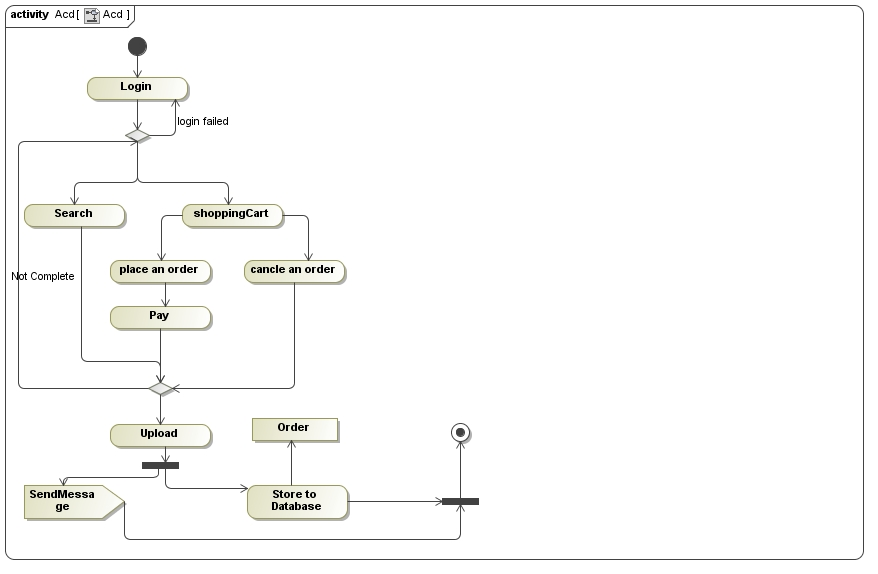 activity Acd [ Acd ]
Login
login failed
Search
shoppingCart
place an order
cancle an order
Not Complete
Pay
Upload
Order
SendMessa
ge
Store to
Database